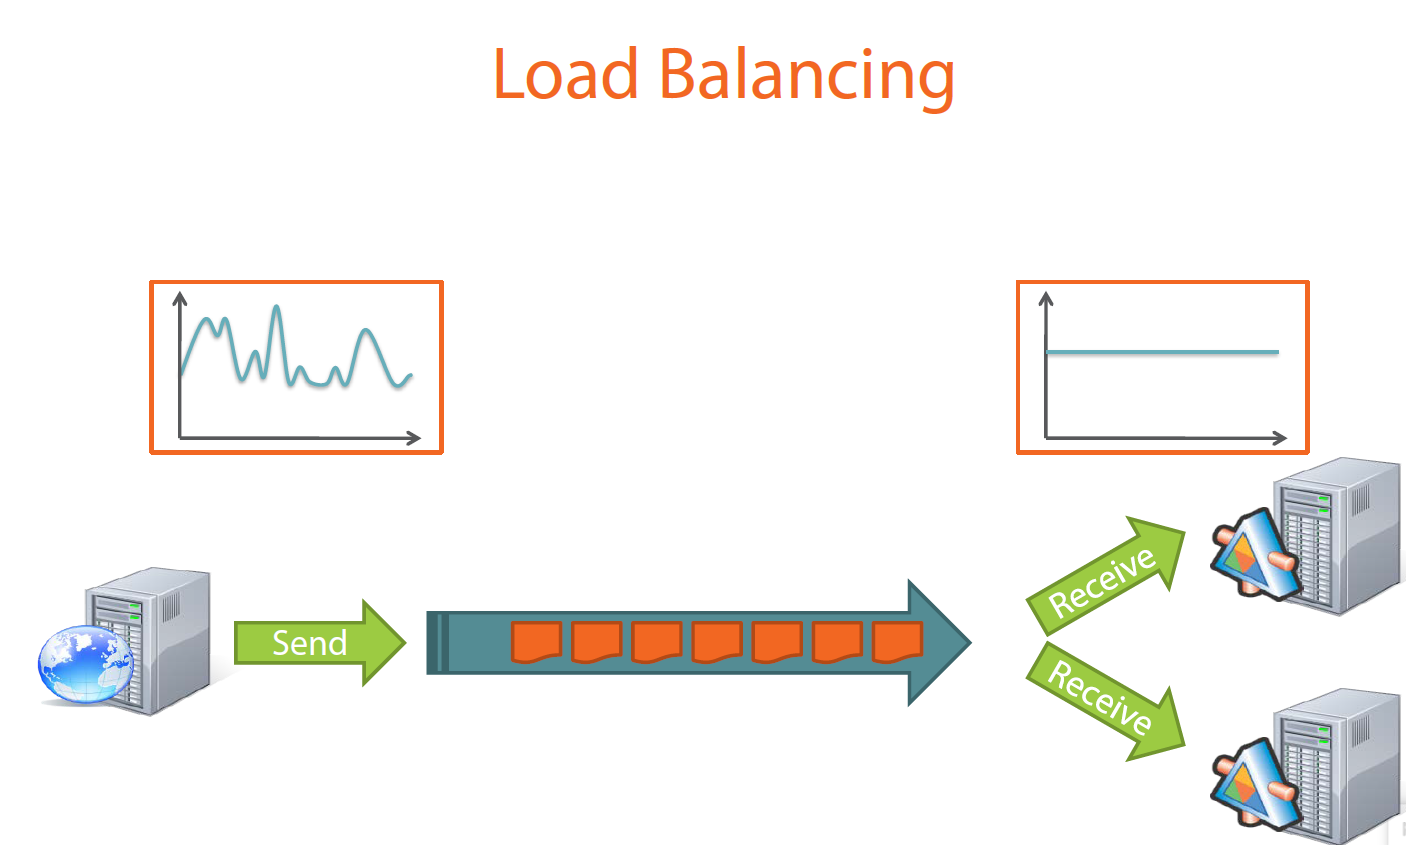 Load Balancing
Send
Receive
Receive